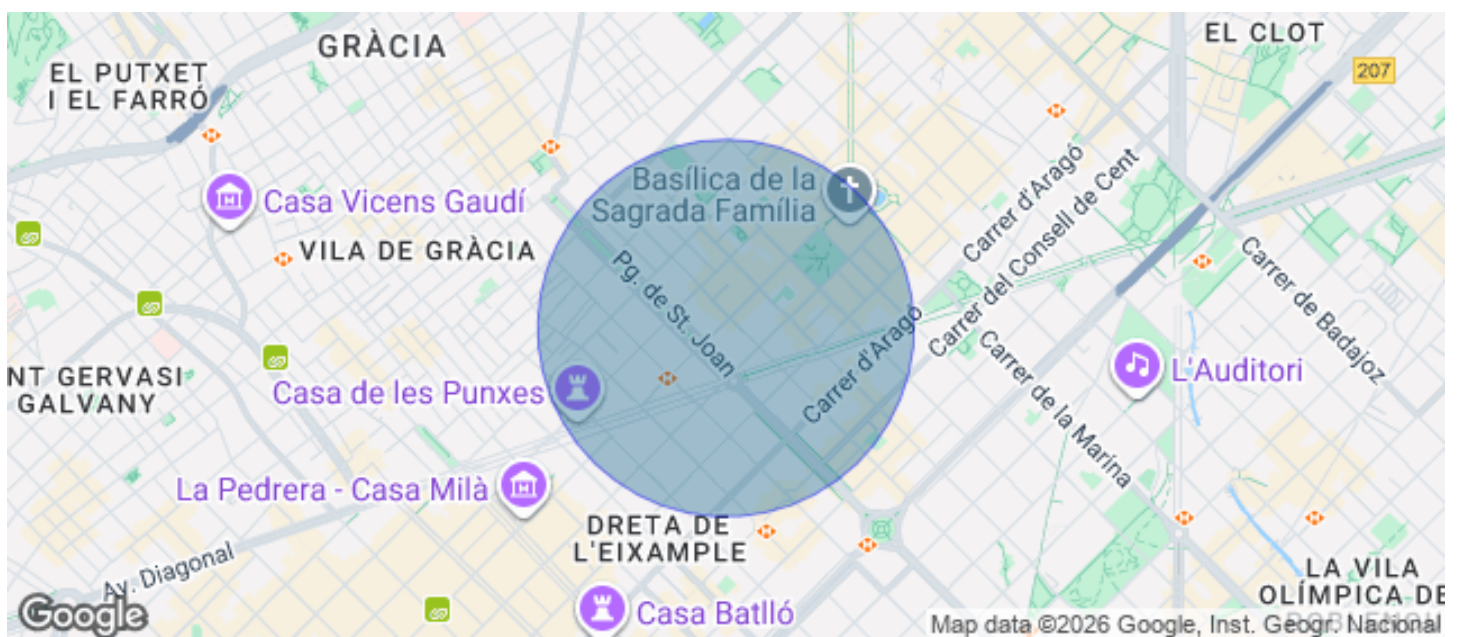 GRÀCIA
EL CLOT
EL PUTXET
I EL FARRÓ
207
Basílica de la
Sagrada Família
Casa Vicens Gaudí
VILA DE GRÀCIA
Carrer d'Aragó
Carrer del Consell de Cent
Carrer de Badajoz
Pg. de St. Joan
Carrer d'Aragó
Carrer de la Marina
L'Auditori
NT GERVASI
GALVANY
Casa de les Punxes
La Pedrera - Casa Milà
DRETA DE
L'EIXAMPLE
Av. Diagonal
LA VILA
OLÍMPICA DE
Casa Batlló
Google
Map data ©2026 Google, Inst. Geogr. Nacional